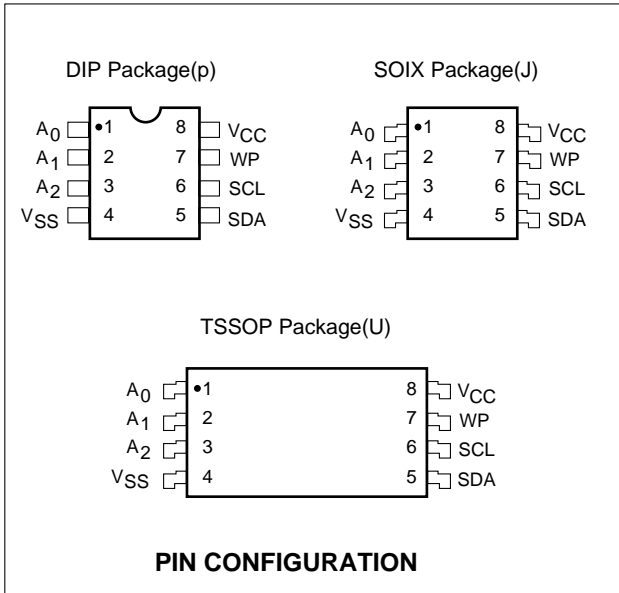 DIP Package(p)
A0 1 8 VCC
A1 2 7 WP
A2 3 6 SCL
VSS 4 5 SDA
SOIX Package(J)
A0 1 8 VCC
A1 2 7 WP
A2 3 6 SCL
VSS 4 5 SDA
TSSOP Package(U)
A0 1 8 VCC
A1 2 7 WP
A2 3 6 SCL
VSS 4 5 SDA
PIN CONFIGURATION